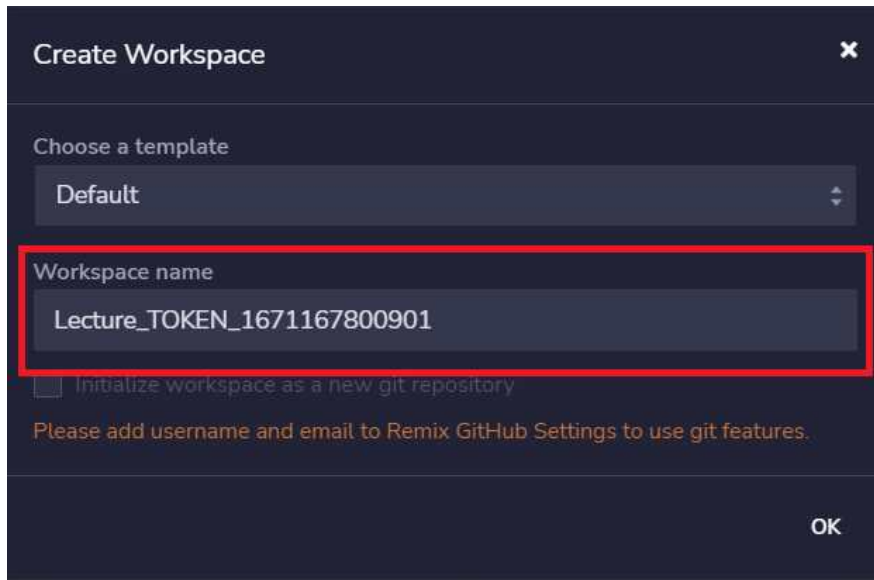 Create Workspace
Choose a template
Default
Workspace name
Lecture_TOKEN_1671167800901
Initialize workspace as a new git repository
Please add username and email to Remix GitHub Settings to use git features.
OK